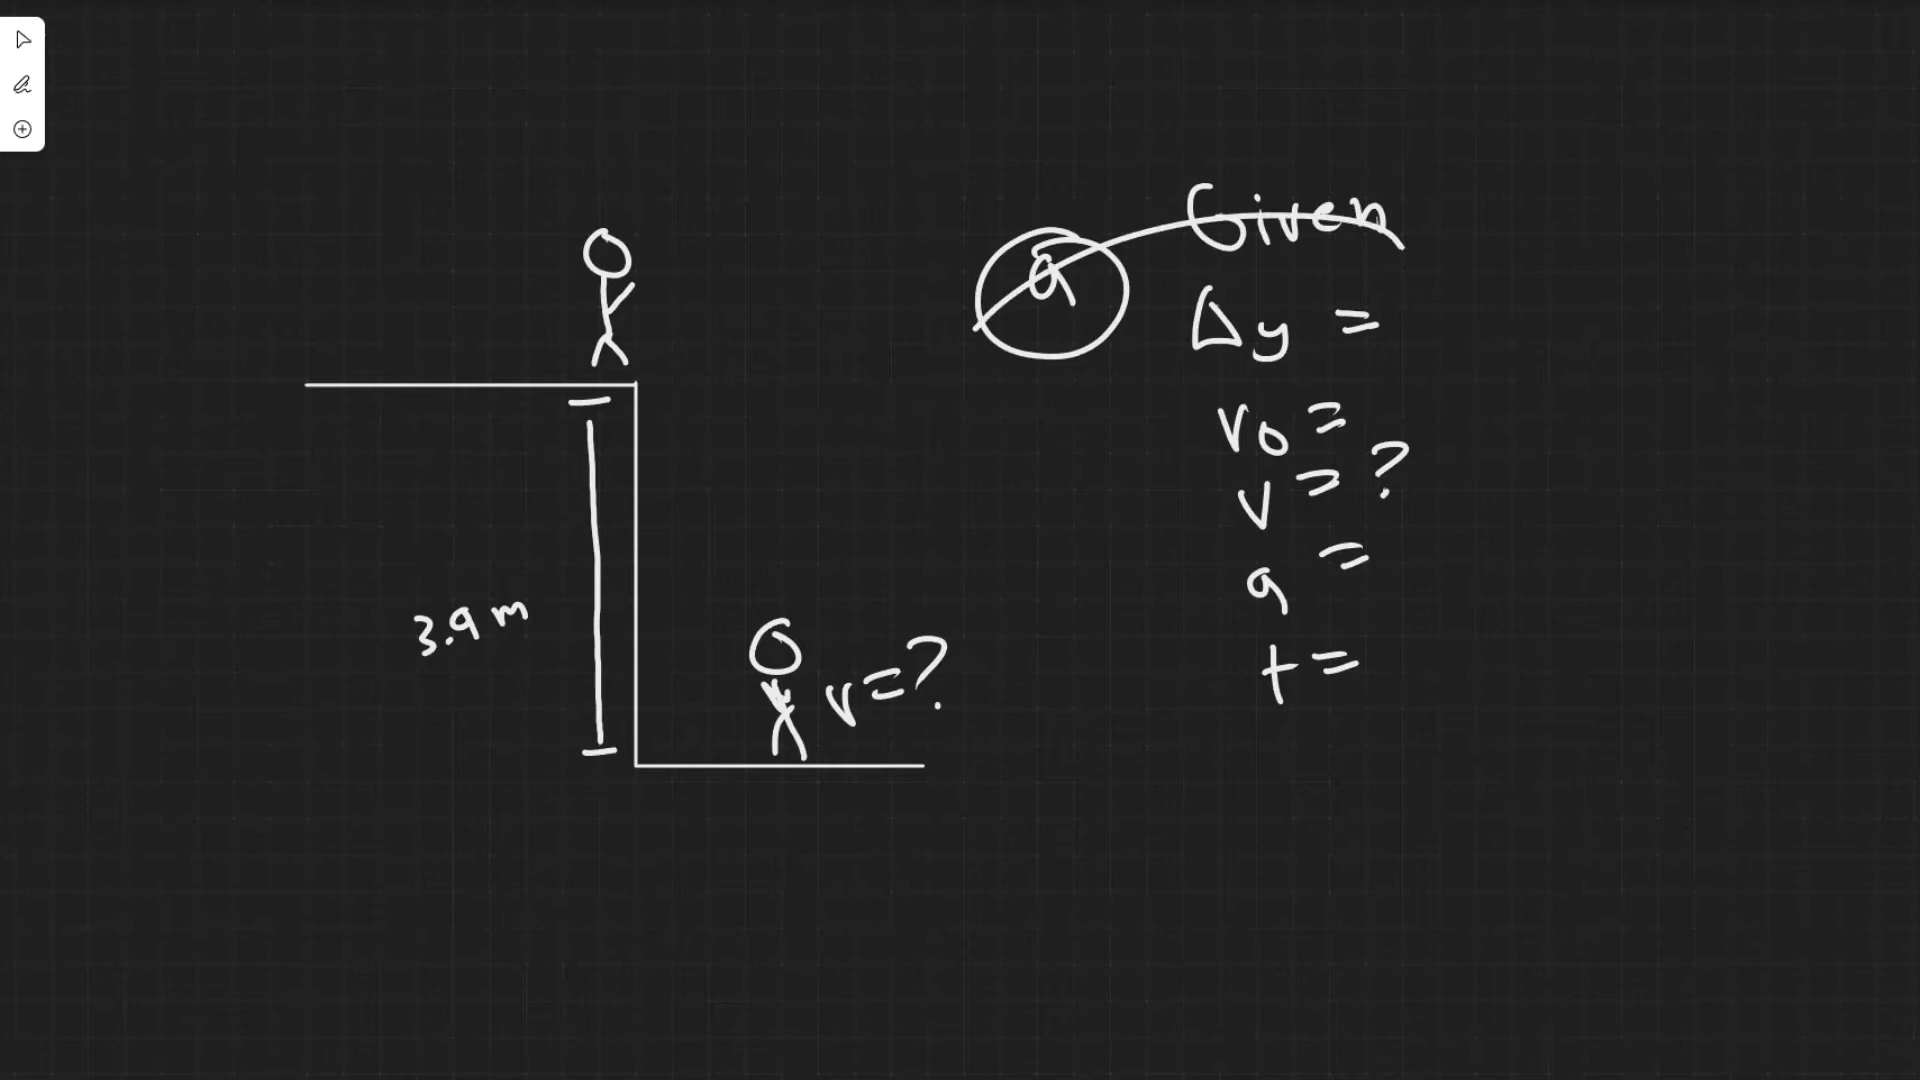 Given
a
Δy =
v0 =
v = ?
a =
t =
3.9 m
v=?